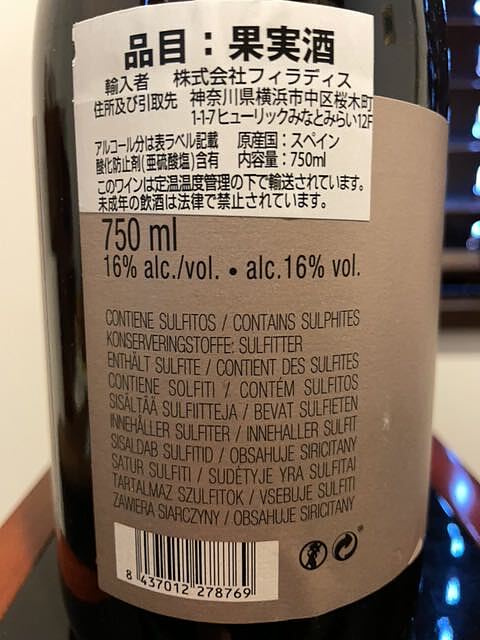 品目：果実酒
輸入者 株式会社フィラディス
住所及び引取先 神奈川県横浜市中区桜木町
1-1-7ヒューリックみなとみらい12F
アルコール分は表ラベル記載 原産国：スペイン
酸化防止剤(亜硫酸塩)含有 内容量：750ml
このワインは定温温度管理の下で輸送されています。
未成年の飲酒は法律で禁止されています。
750 ml
16% alc./vol. • alc.16% vol.
CONTIENE SULFITOS / CONTAINS SULPHITES
KONSERVERINGSTOFFE: SULFITTER
ENTHÄLT SULFITE / CONTIENT DES SULFITES
CONTIENE SOLFITI / CONTÉM SULFITOS
SISÄLTÄÄ SULFIITTEJA / BEVAT SULFIETEN
INNEHÅLLER SULFITER / INNEHALLER SULFIT
SISALDAB SULFITID / OBSAHUJE SIRICITANY
SATUR SULFITI / SUDĖTYJE YRA SULFITAI
TARTALMAZ SZULFITOK / VSEBUJE SULFITI
ZAWIERA SIARCZYNY / OBSAHUJE SIRICITANY
8 437012 278769